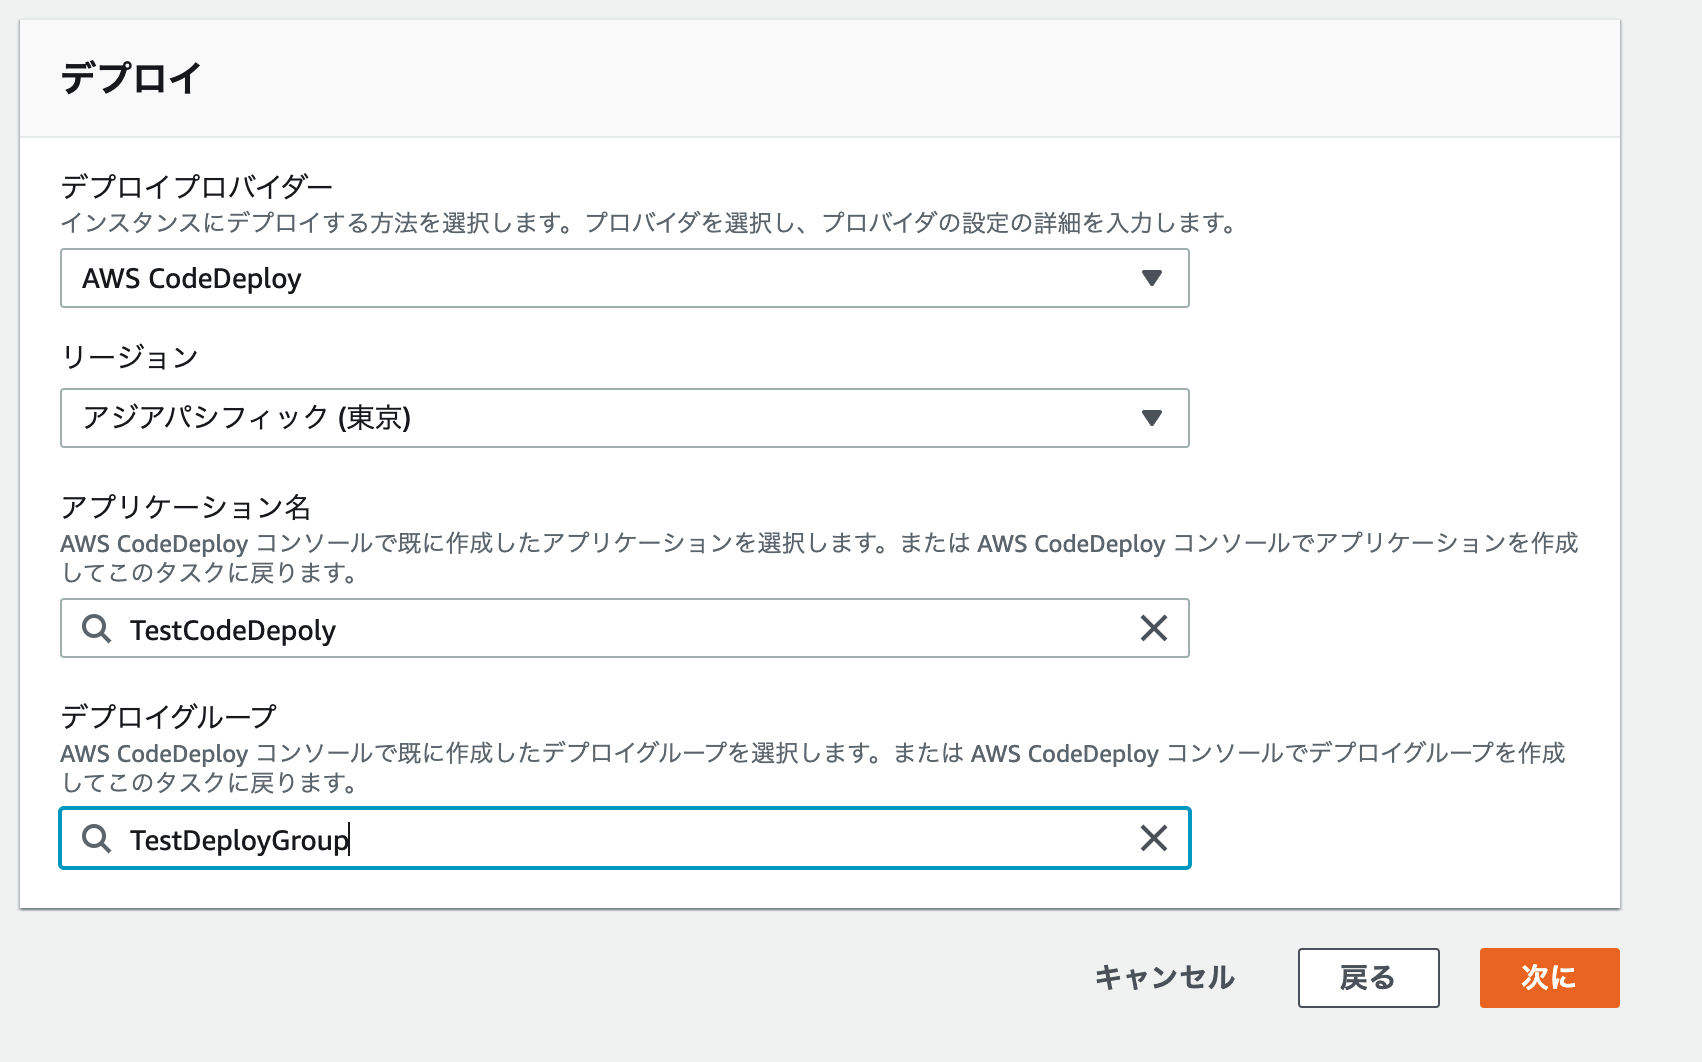 デプロイ
デプロイプロバイダー
インスタンスにデプロイする方法を選択します。プロバイダを選択し、プロバイダの設定の詳細を入力します。
AWS CodeDeploy
リージョン
アジアパシフィック (東京)
アプリケーション名
AWS CodeDeploy コンソールで既に作成したアプリケーションを選択します。または AWS CodeDeploy コンソールでアプリケーションを作成
してこのタスクに戻ります。
TestCodeDepoly
デプロイグループ
AWS CodeDeploy コンソールで既に作成したデプロイグループを選択します。または AWS CodeDeploy コンソールでデプロイグループを作成
してこのタスクに戻ります。
TestDeployGroup
キャンセル
戻る
次に